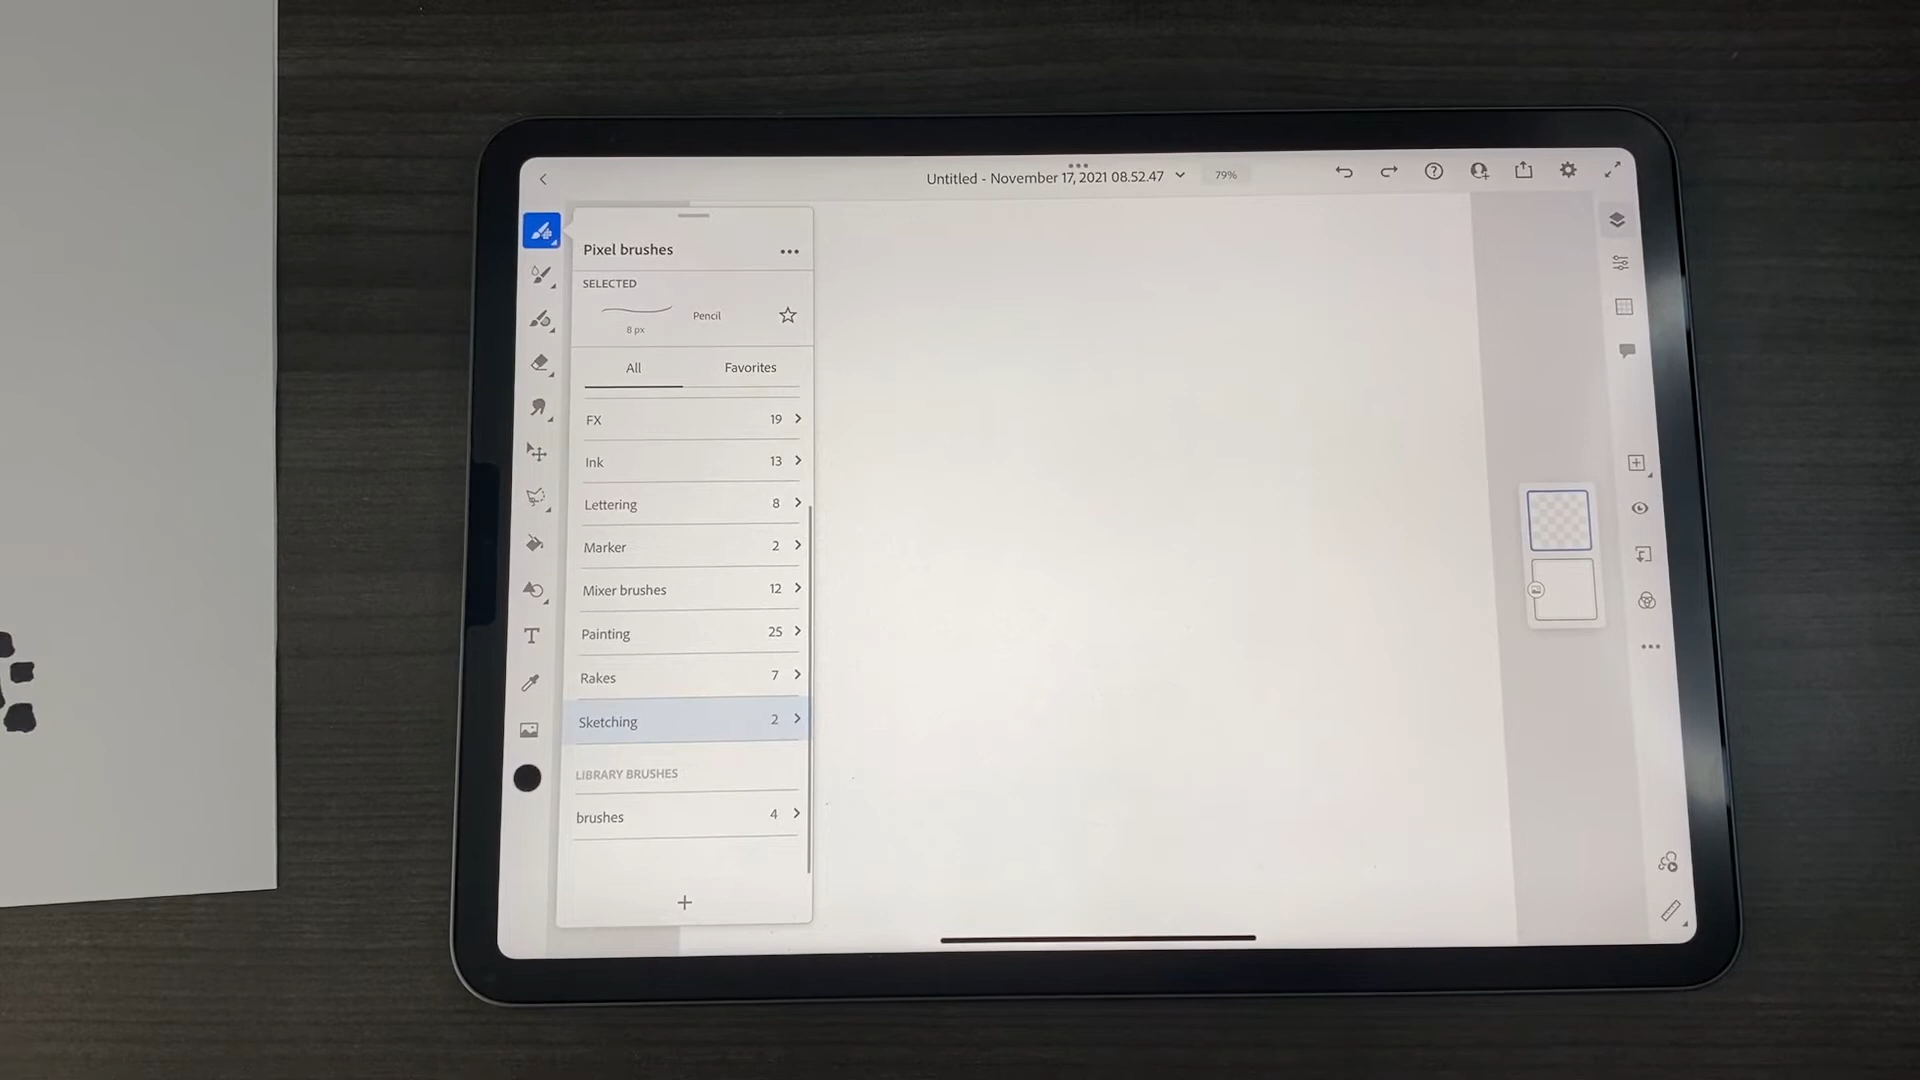 Untitled - November 17, 2021 08.52.47
79%
Pixel brushes
SELECTED
8 px
Pencil
All
Favorites
FX 19
Ink 13
Lettering 8
Marker 2
Mixer brushes 12
Painting 25
Rakes 7
Sketching 2
LIBRARY BRUSHES
brushes 4